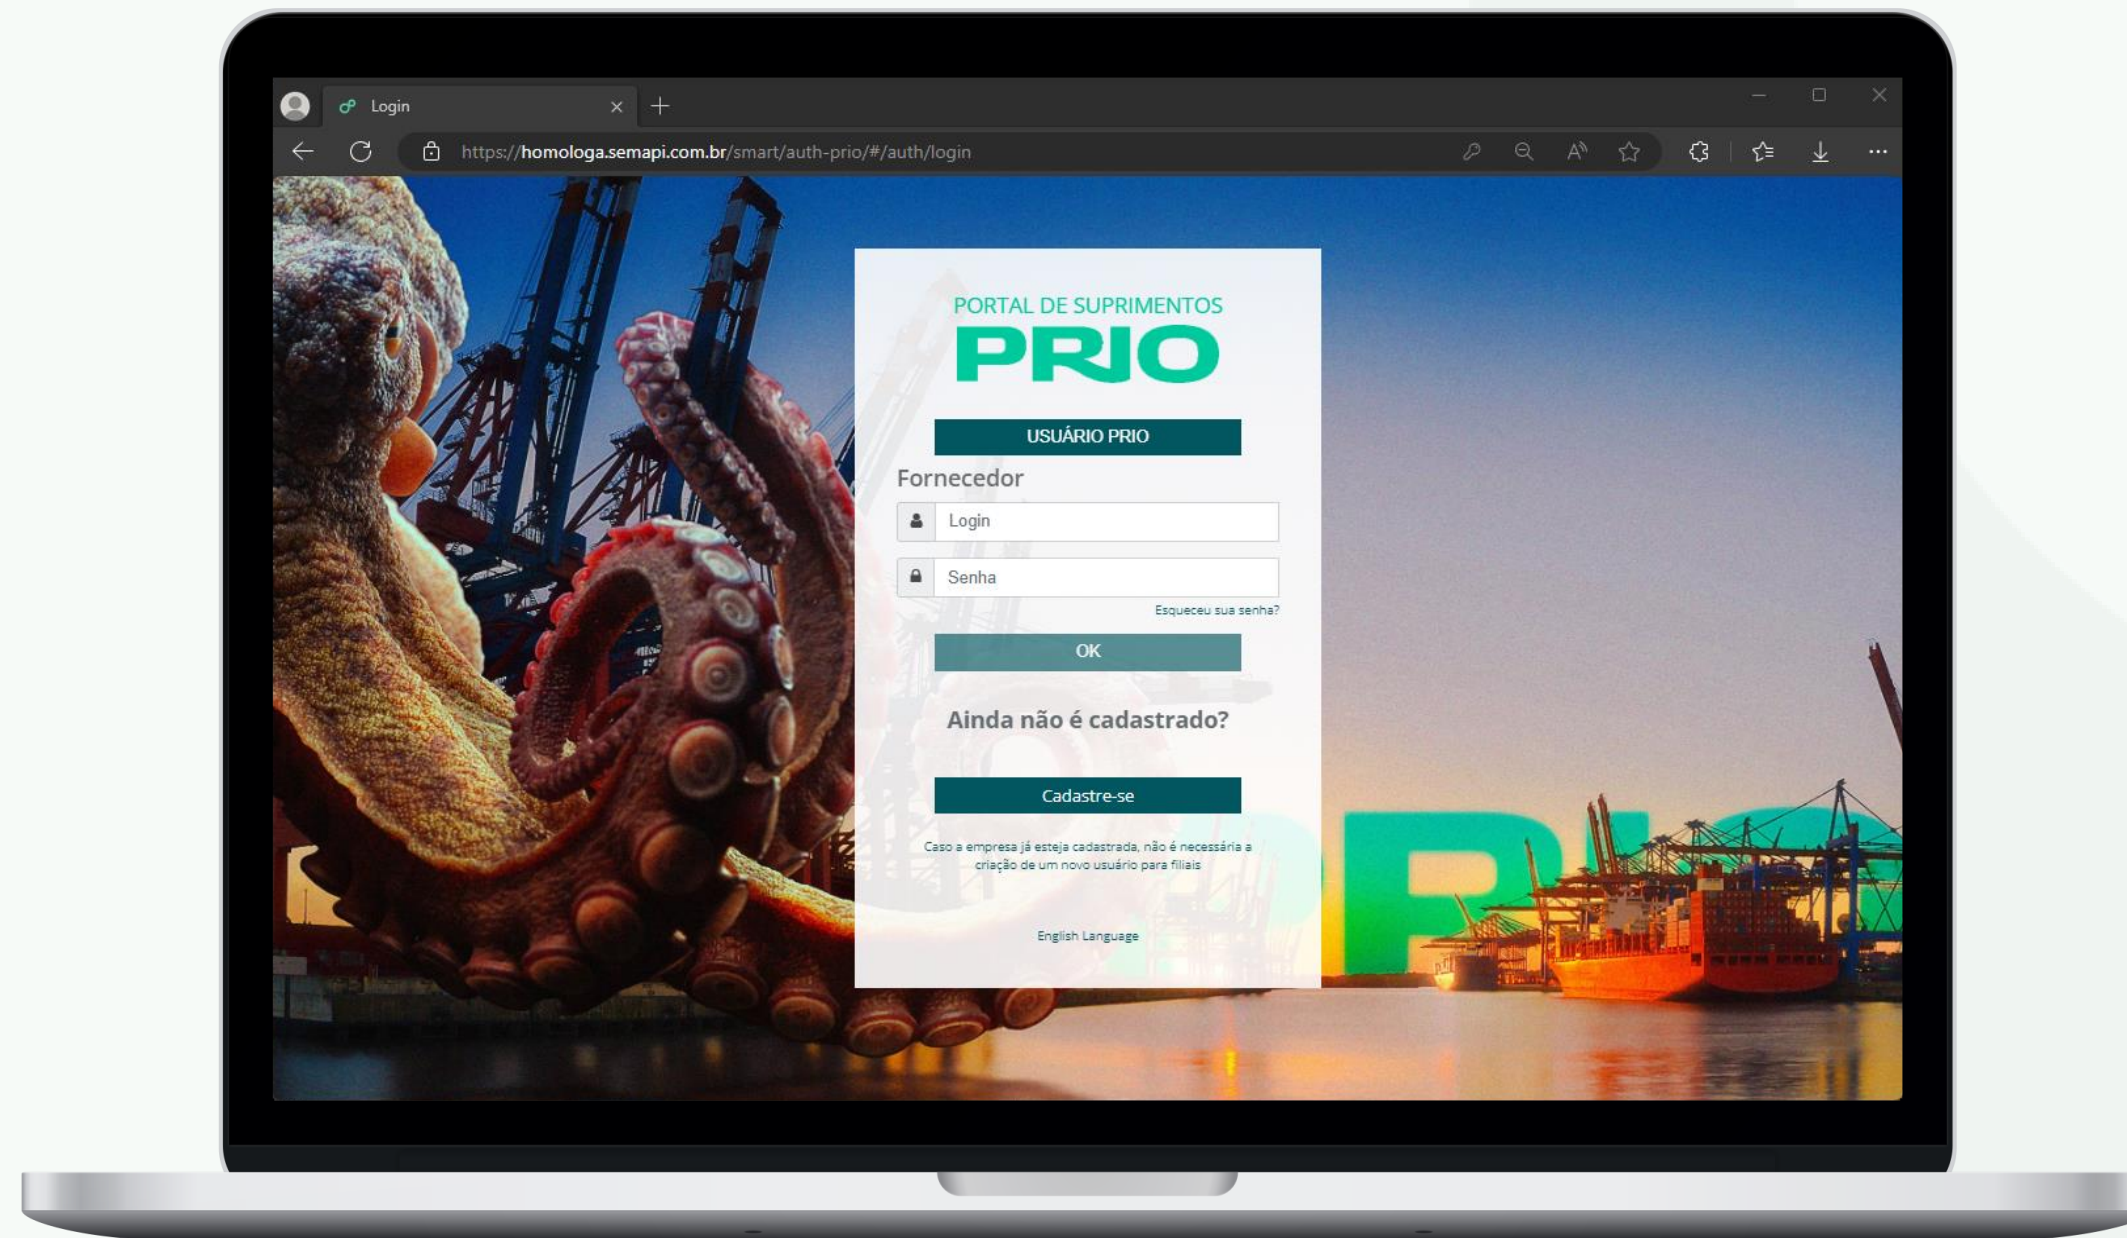 Login
https://homologa.semapi.com.br/smart/auth-prio/#/auth/login
PORTAL DE SUPRIMENTOS
PRIO
USUÁRIO PRIO
Fornecedor
Login
Senha
Esqueceu sua senha?
OK
Ainda não é cadastrado?
Cadastre-se
Caso a empresa já esteja cadastrada, não é necessária a
criação de um novo usuário para filiais
English Language
PRIO